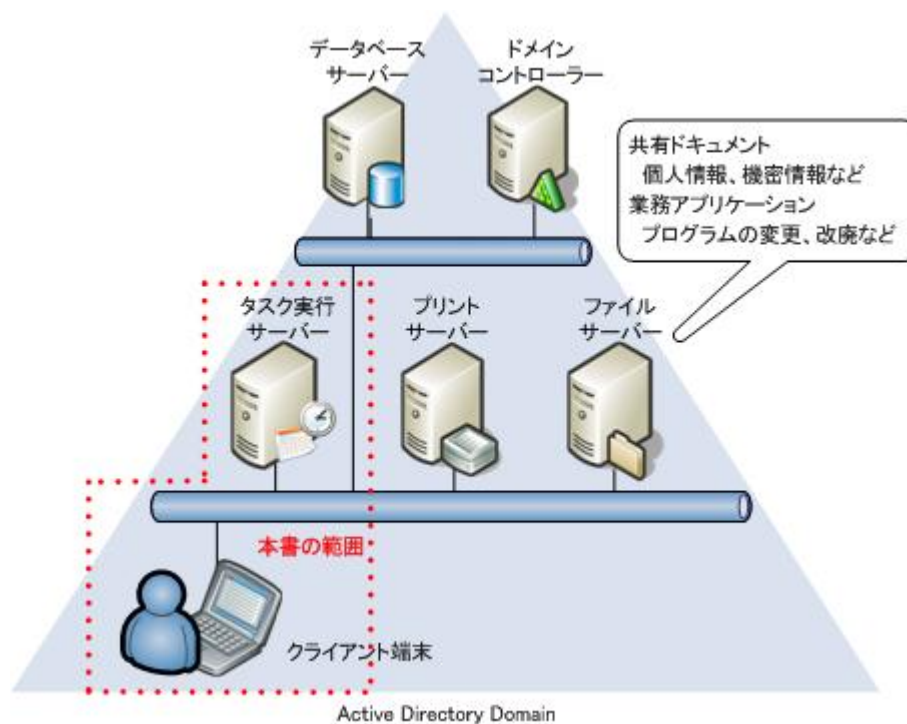 データベース
サーバー
ドメイン
コントローラー
共有ドキュメント
個人情報、機密情報など
業務アプリケーション
プログラムの変更、改廃など
タスク実行
サーバー
プリント
サーバー
ファイル
サーバー
本書の範囲
クライアント端末
Active Directory Domain